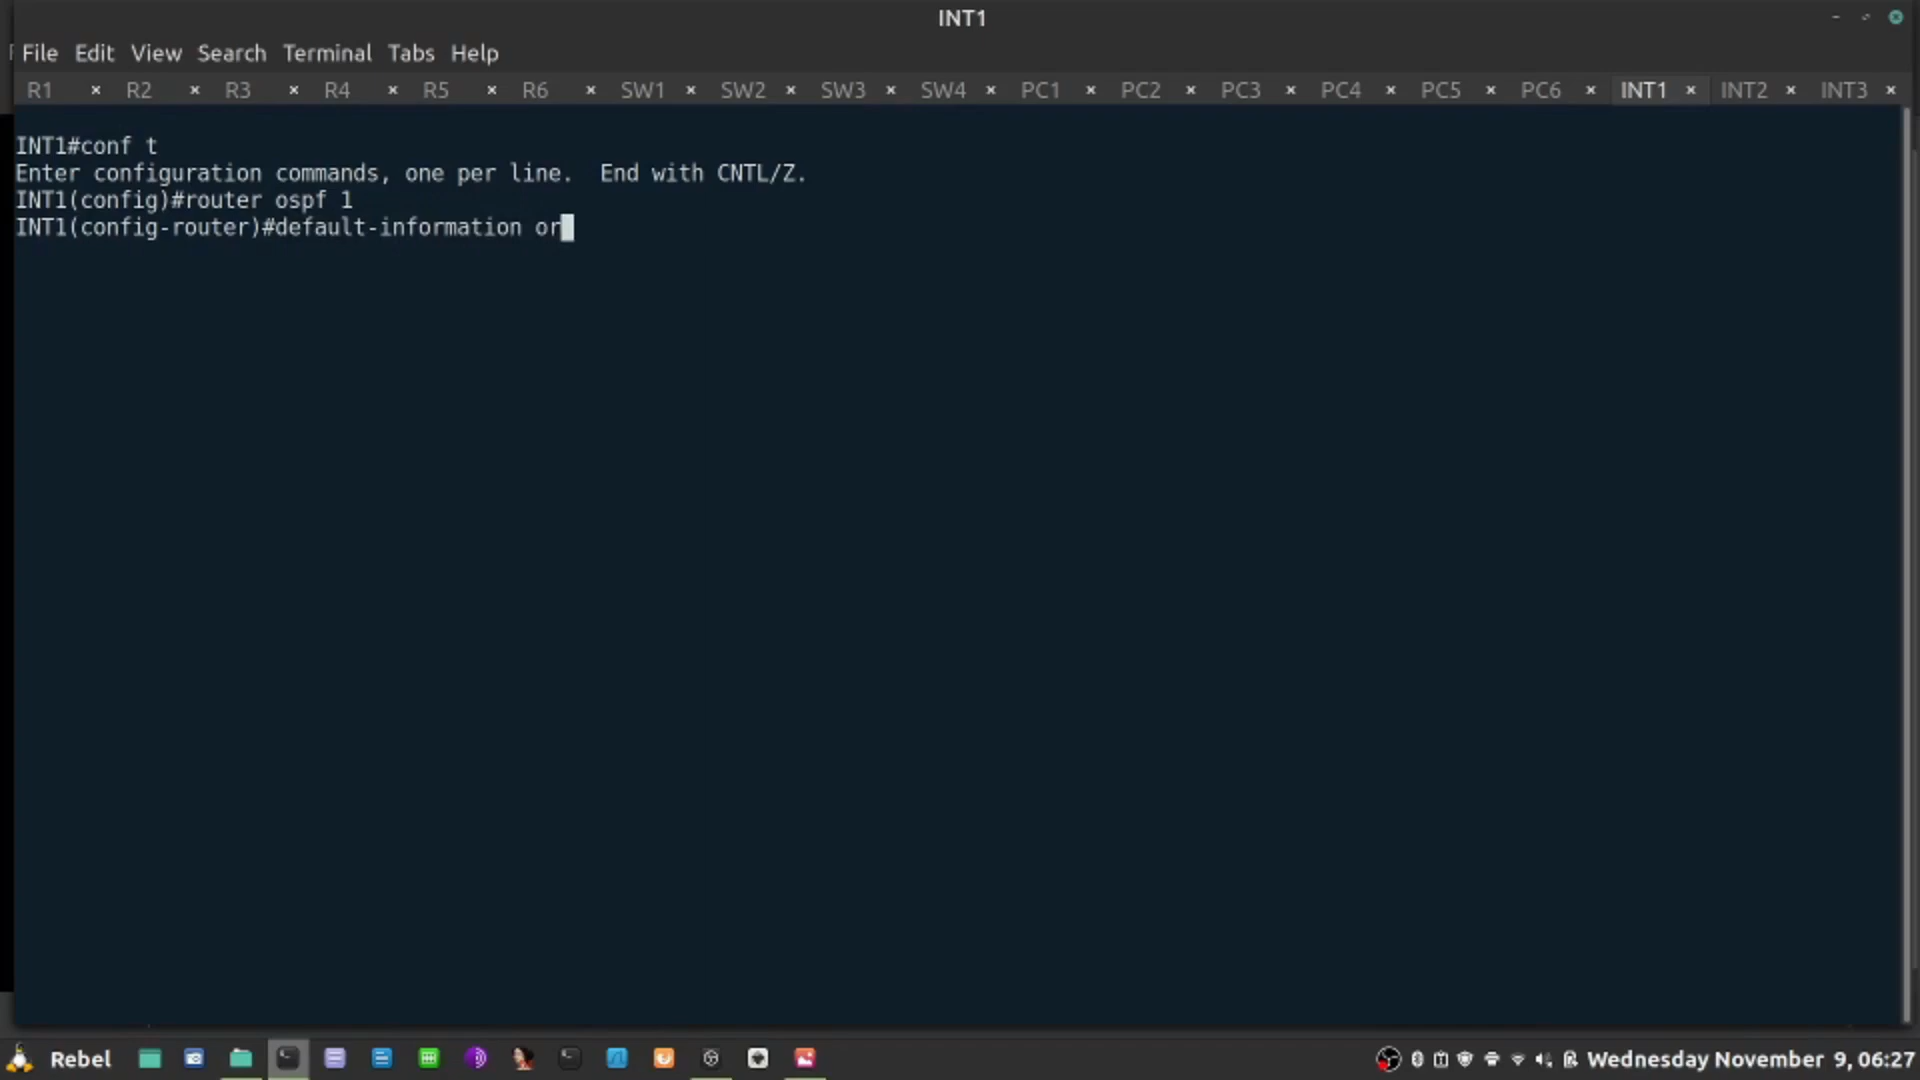 INT1
File Edit View Search Terminal Tabs Help
R1 × R2 × R3 × R4 × R5 × R6 × SW1 × SW2 × SW3 × SW4 × PC1 × PC2 × PC3 × PC4 × PC5 × PC6 × INT1 × INT2 × INT3 ×
INT1#conf t
Enter configuration commands, one per line.  End with CNTL/Z.
INT1(config)#router ospf 1
INT1(config-router)#default-information or
Rebel Wednesday November 9, 06:27